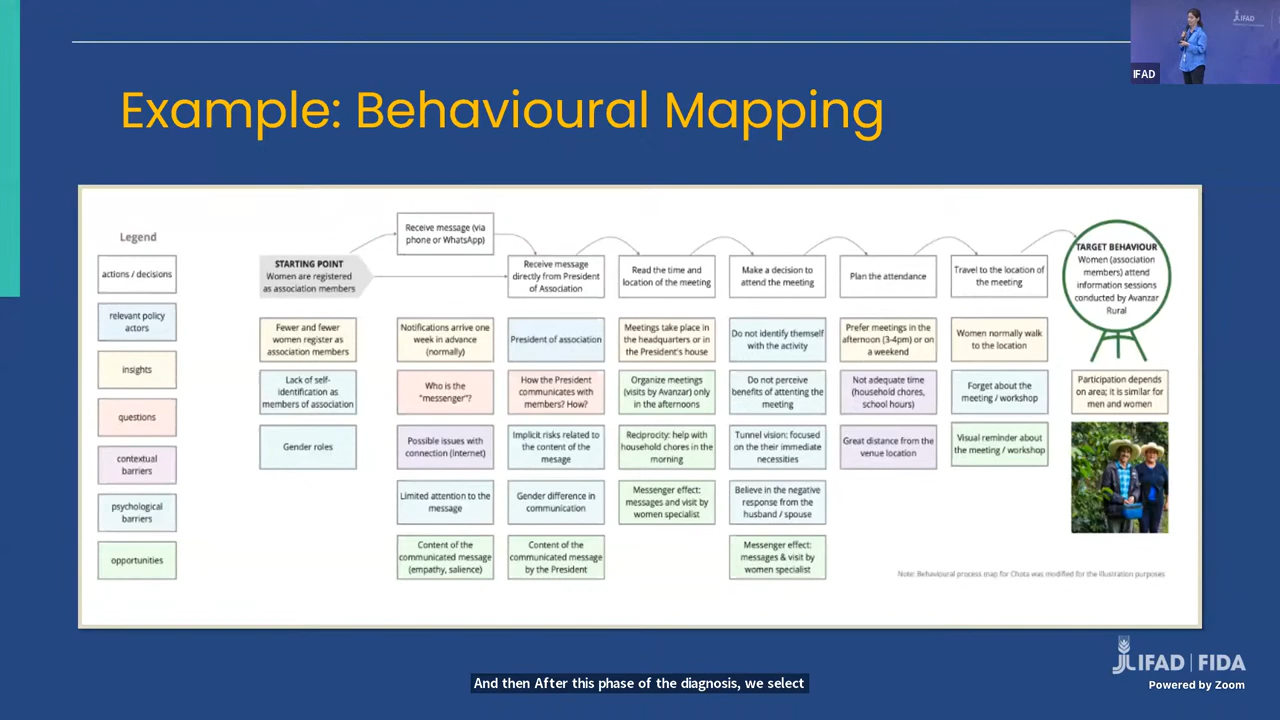 IFAD
IFAD
Example: Behavioural Mapping
Legend
actions / decisions
relevant policy
actors
insights
questions
contextual
barriers
psychological
barriers
opportunities
STARTING POINT
Women are registered
as association members
Fewer and fewer
women register as
association members
Lack of self-
identification as
members of association
Gender roles
Receive message (via
phone or WhatsApp)
Notifications arrive one
week in advance
(normally)
Who is the
"messenger"?
Possible issues with
connection (Internet)
Limited attention to the
message
Content of the
communicated message
(empathy, salience)
Receive message
directly from President
of Association
President of association
How the President
communicates with
members? How?
Implicit risks related to
the content of the
mesage
Gender difference in
communication
Content of the
communicated message
by the President
Read the time and
location of the meeting
Meetings take place in
the headquarters or in
the President's house
Organize meetings
(visits by Avanzar) only
in the afternoons
Reciprocity: help with
household chores in the
morning
Messenger effect:
messages and visit by
women specialist
Make a decision to
attend the meeting
Do not identify themself
with the activity
Do not perceive
benefits of attenting the
meeting
Tunnel vision: focused
on the their immediate
necessities
Believe in the negative
response from the
husband / spouse
Messenger effect:
messages & visit by
women specialist
Plan the attendance
Prefer meetings in the
afternoon (3-4pm) or on
a weekend
Not adequate time
(household chores,
school hours)
Great distance from the
venue location
Travel to the location of
the meeting
Women normally walk
to the location
Forget about the
meeting / workshop
Visual reminder about
the meeting / workshop
TARGET BEHAVIOUR
Women (association
members) attend
information sessions
conducted by Avanzar
Rural
Participation depends
on area; it is similar for
men and women
Note: Behavioural process map for Chota was modified for the illustration purposes
IFAD | FIDA
Powered by Zoom
And then After this phase of the diagnosis, we select